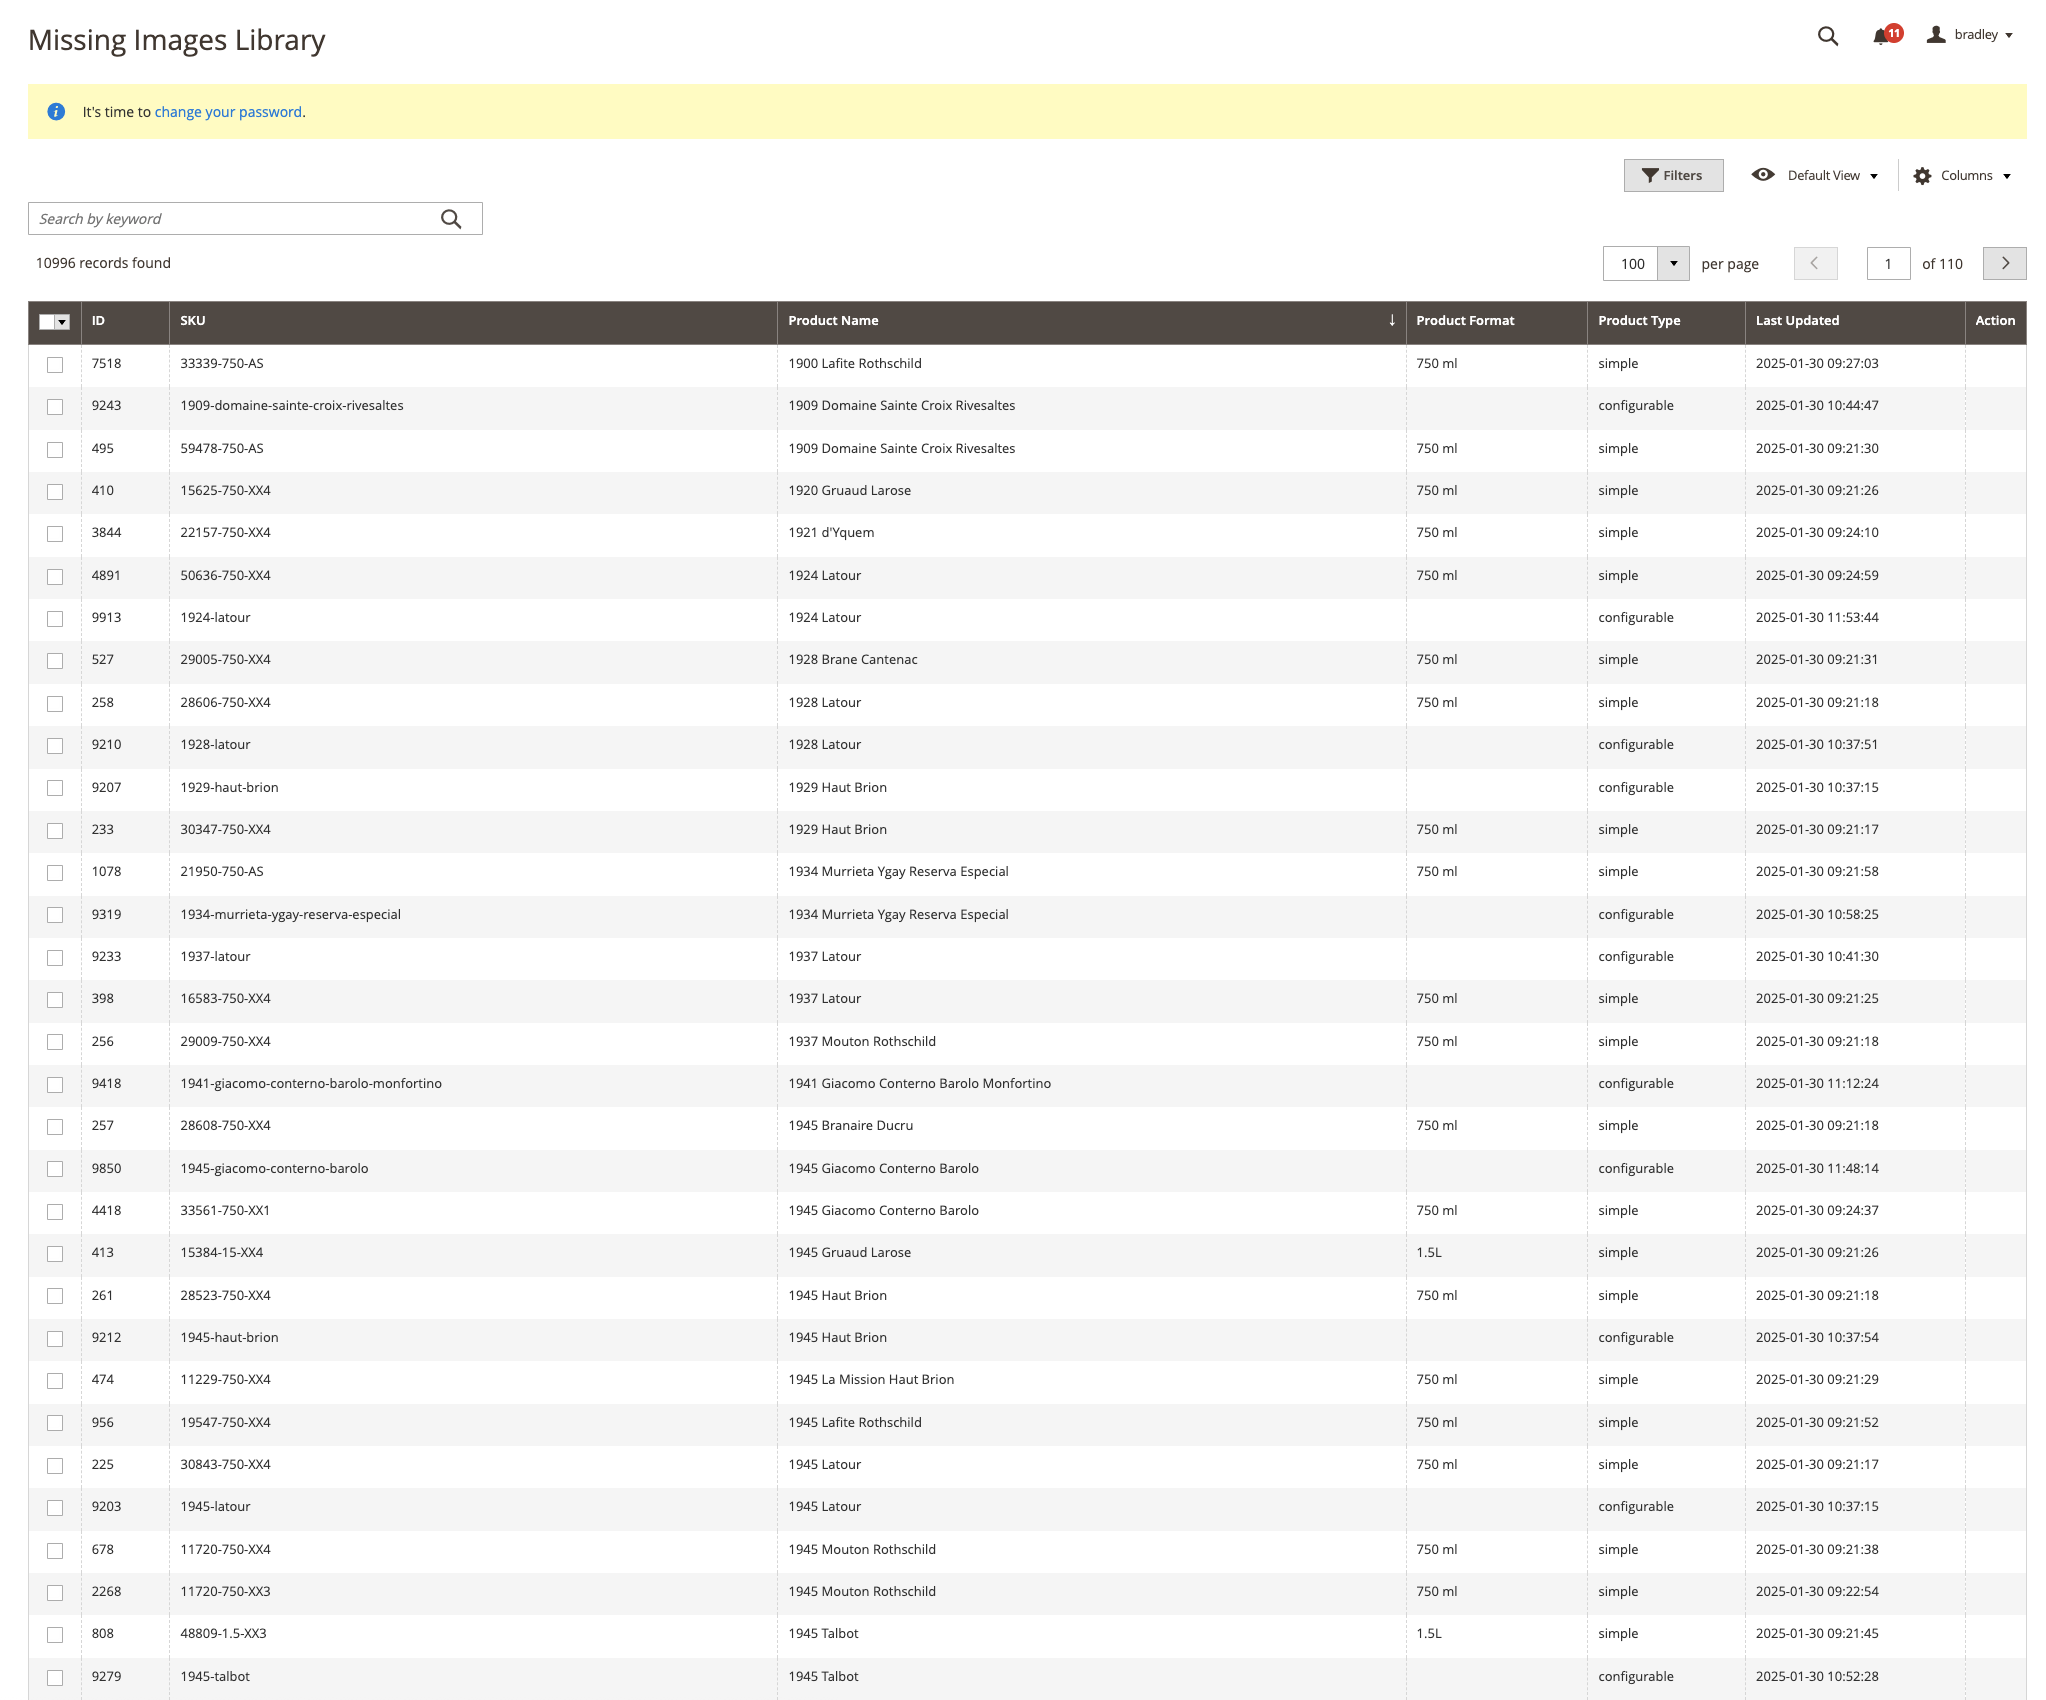 Missing Images Library
11
bradley
It's time to change your password.
Filters
Default View
Columns
Search by keyword
10996 records found
100 per page 1 of 110
ID SKU Product Name ↓ Product Format Product Type Last Updated Action
7518 33339-750-AS 1900 Lafite Rothschild 750 ml simple 2025-01-30 09:27:03
9243 1909-domaine-sainte-croix-rivesaltes 1909 Domaine Sainte Croix Rivesaltes configurable 2025-01-30 10:44:47
495 59478-750-AS 1909 Domaine Sainte Croix Rivesaltes 750 ml simple 2025-01-30 09:21:30
410 15625-750-XX4 1920 Gruaud Larose 750 ml simple 2025-01-30 09:21:26
3844 22157-750-XX4 1921 d'Yquem 750 ml simple 2025-01-30 09:24:10
4891 50636-750-XX4 1924 Latour 750 ml simple 2025-01-30 09:24:59
9913 1924-latour 1924 Latour configurable 2025-01-30 11:53:44
527 29005-750-XX4 1928 Brane Cantenac 750 ml simple 2025-01-30 09:21:31
258 28606-750-XX4 1928 Latour 750 ml simple 2025-01-30 09:21:18
9210 1928-latour 1928 Latour configurable 2025-01-30 10:37:51
9207 1929-haut-brion 1929 Haut Brion configurable 2025-01-30 10:37:15
233 30347-750-XX4 1929 Haut Brion 750 ml simple 2025-01-30 09:21:17
1078 21950-750-AS 1934 Murrieta Ygay Reserva Especial 750 ml simple 2025-01-30 09:21:58
9319 1934-murrieta-ygay-reserva-especial 1934 Murrieta Ygay Reserva Especial configurable 2025-01-30 10:58:25
9233 1937-latour 1937 Latour configurable 2025-01-30 10:41:30
398 16583-750-XX4 1937 Latour 750 ml simple 2025-01-30 09:21:25
256 29009-750-XX4 1937 Mouton Rothschild 750 ml simple 2025-01-30 09:21:18
9418 1941-giacomo-conterno-barolo-monfortino 1941 Giacomo Conterno Barolo Monfortino configurable 2025-01-30 11:12:24
257 28608-750-XX4 1945 Branaire Ducru 750 ml simple 2025-01-30 09:21:18
9850 1945-giacomo-conterno-barolo 1945 Giacomo Conterno Barolo configurable 2025-01-30 11:48:14
4418 33561-750-XX1 1945 Giacomo Conterno Barolo 750 ml simple 2025-01-30 09:24:37
413 15384-15-XX4 1945 Gruaud Larose 1.5L simple 2025-01-30 09:21:26
261 28523-750-XX4 1945 Haut Brion 750 ml simple 2025-01-30 09:21:18
9212 1945-haut-brion 1945 Haut Brion configurable 2025-01-30 10:37:54
474 11229-750-XX4 1945 La Mission Haut Brion 750 ml simple 2025-01-30 09:21:29
956 19547-750-XX4 1945 Lafite Rothschild 750 ml simple 2025-01-30 09:21:52
225 30843-750-XX4 1945 Latour 750 ml simple 2025-01-30 09:21:17
9203 1945-latour 1945 Latour configurable 2025-01-30 10:37:15
678 11720-750-XX4 1945 Mouton Rothschild 750 ml simple 2025-01-30 09:21:38
2268 11720-750-XX3 1945 Mouton Rothschild 750 ml simple 2025-01-30 09:22:54
808 48809-1.5-XX3 1945 Talbot 1.5L simple 2025-01-30 09:21:45
9279 1945-talbot 1945 Talbot configurable 2025-01-30 10:52:28